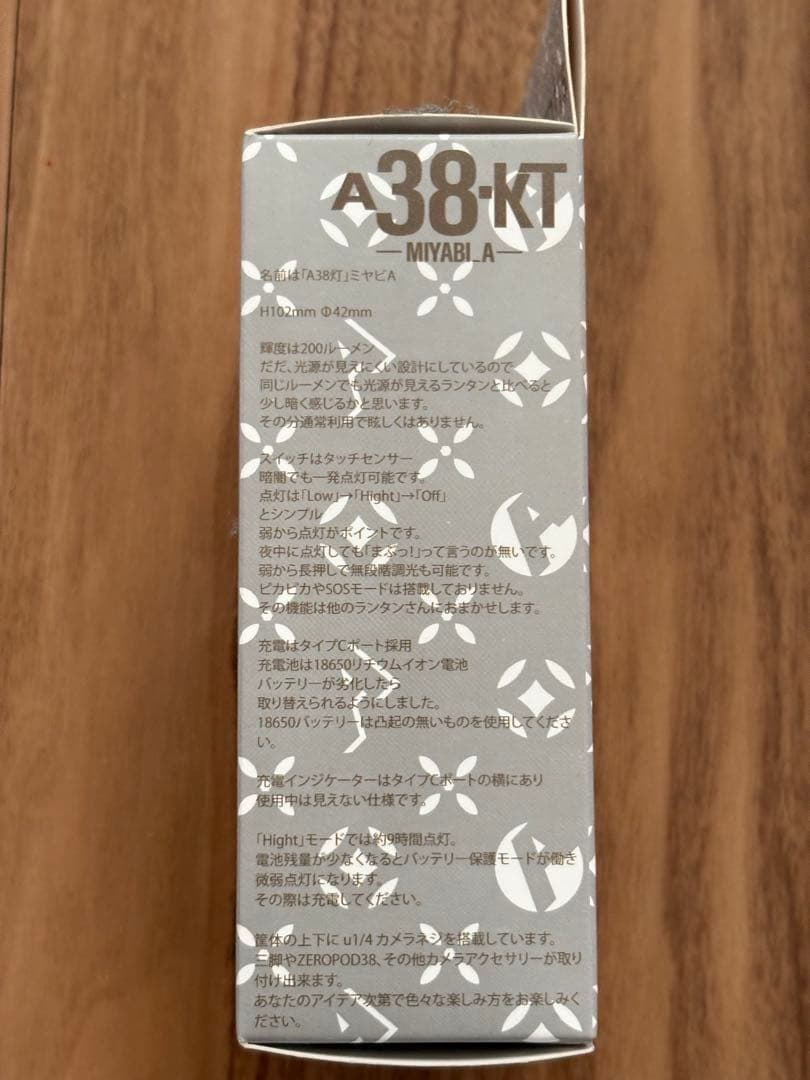 A38-KT
MIYABI_A
名前は「A38灯」ミヤビA
H102mm Φ42mm
輝度は200ルーメン
だだ、光源が見えにくい設計にしているので
同じルーメンでも光源が見えるランタンと比べると
少し暗く感じるかと思います。
その分通常利用で眩しくはありません。
スイッチはタッチセンサー
暗闇でも一発点灯可能です。
点灯は「Low」→「Hight」→「Off」
とシンプル
弱から点灯がポイントです。
夜中に点灯しても「まぶっ!」って言うのが無いです。
弱から長押しで無段階調光も可能です。
ピカピカやSOSモードは搭載しておりません。
その機能は他のランタンさんにおまかせします。
充電はタイプCポート採用
充電池は18650リチウムイオン電池
バッテリーが劣化したら
取り替えられるようにしました。
18650バッテリーは凸起の無いものを使用してくださ
い。
充電インジケーターはタイプCポートの横にあり
使用中は見えない仕様です。
「Hight」モードでは約9時間点灯。
電池残量が少なくなるとバッテリー保護モードが働き
微弱点灯になります。
その際は充電してください。
筐体の上下に u1/4 カメラネジを搭載しています。
三脚やZEROPOD38、その他カメラアクセサリーが取り
付け出来ます。
あなたのアイデア次第で色々な楽しみ方をお楽しみく
ださい。